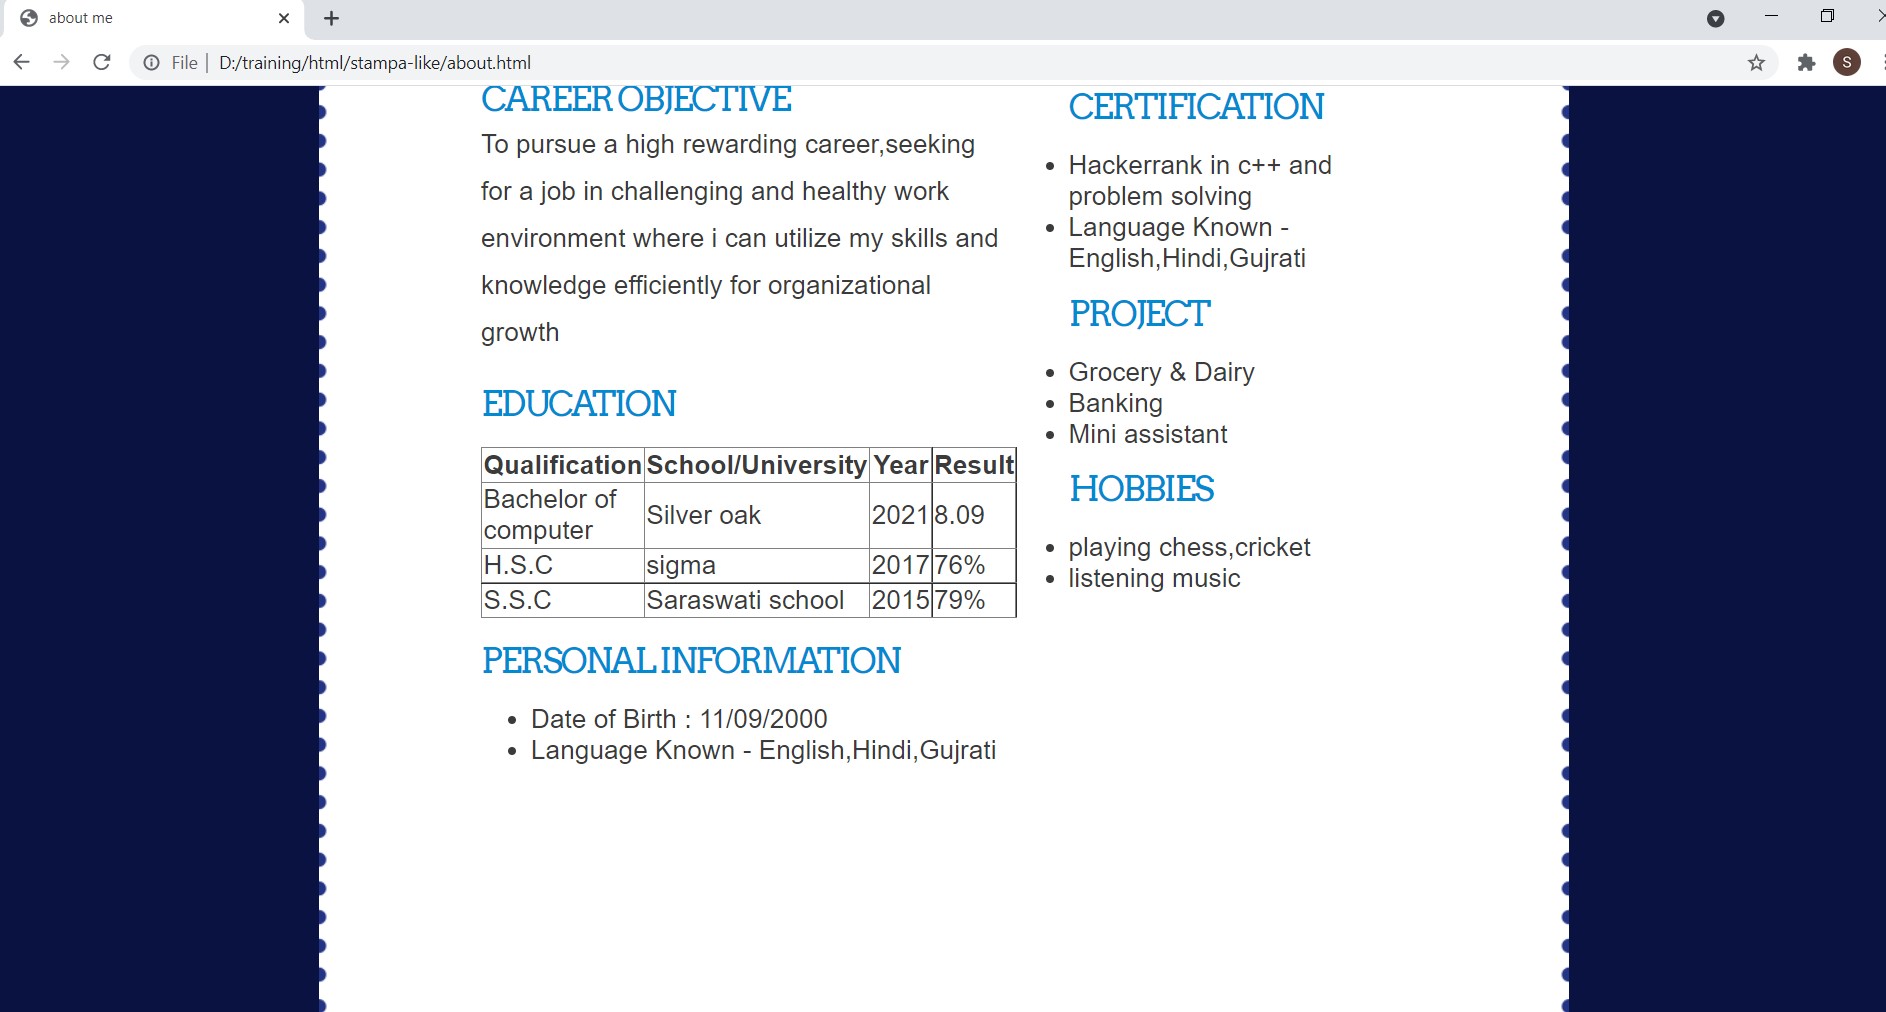 about me
File
D:/training/html/stampa-like/about.html
S
CAREER OBJECTIVE
To pursue a high rewarding career,seeking
for a job in challenging and healthy work
environment where i can utilize my skills and
knowledge efficiently for organizational
growth
EDUCATION
Qualification School/University Year Result
Bachelor of
computer
Silver oak 2021 8.09
H.S.C sigma 2017 76%
S.S.C Saraswati school 2015 79%
PERSONAL INFORMATION
Date of Birth : 11/09/2000
Language Known - English,Hindi,Gujrati
CERTIFICATION
Hackerrank in c++ and
problem solving
Language Known -
English,Hindi,Gujrati
PROJECT
Grocery & Dairy
Banking
Mini assistant
HOBBIES
playing chess,cricket
listening music